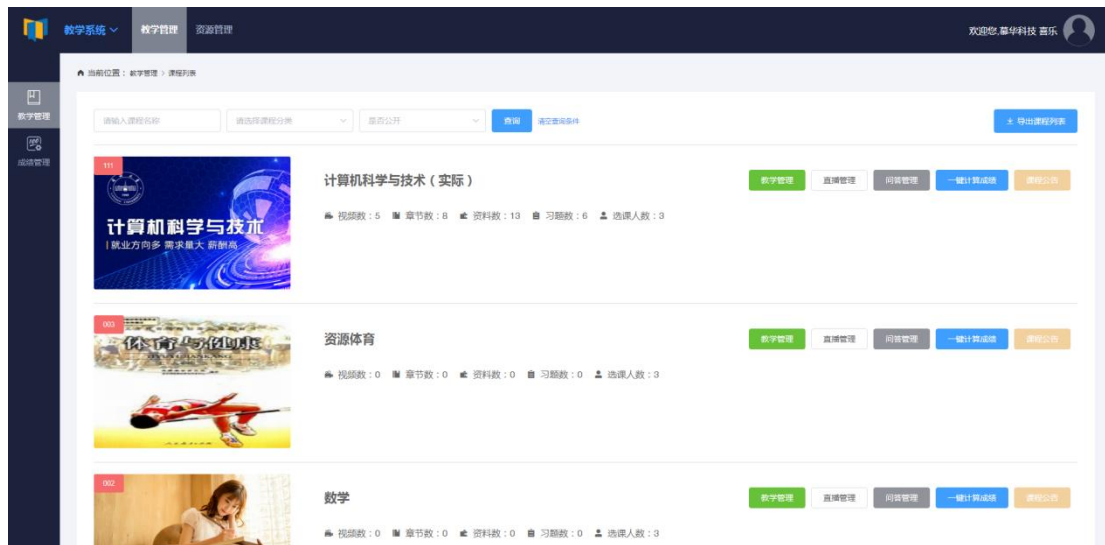 教学系统
教学管理
资源管理
欢迎您,慕华科技 喜乐
当前位置：教学管理 > 课程列表
教学管理
成绩管理
请输入课程名称
请选择课程分类
是否公开
查询
清空查询条件
导出课程列表
111
计算机科学与技术
就业方向多 需求量大 薪酬高
计算机科学与技术（实际）
教学管理
直播管理
问答管理
一键计算成绩
课程公告
视频数：5 章节数：8 资料数：13 习题数：6 选课人数：3
003
体育与健康
资源体育
教学管理
直播管理
问答管理
一键计算成绩
课程公告
视频数：0 章节数：0 资料数：0 习题数：0 选课人数：3
002
数学
教学管理
直播管理
问答管理
一键计算成绩
课程公告
视频数：0 章节数：0 资料数：0 习题数：0 选课人数：3